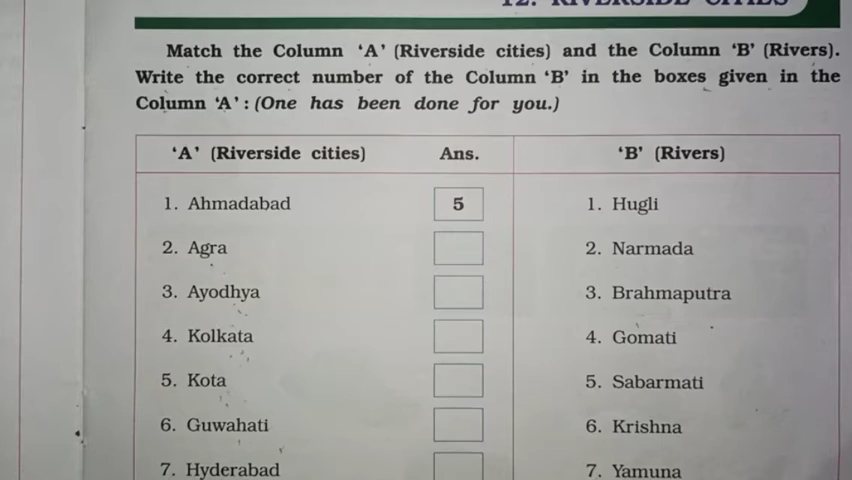 12. RIVERSIDE CITIES
Match the Column ‘A’ (Riverside cities) and the Column ‘B’ (Rivers).
Write the correct number of the Column ‘B’ in the boxes given in the
Column ‘A’ : (One has been done for you.)
‘A’ (Riverside cities) Ans. ‘B’ (Rivers)
1. Ahmadabad 5 1. Hugli
2. Agra 2. Narmada
3. Ayodhya 3. Brahmaputra
4. Kolkata 4. Gomati
5. Kota 5. Sabarmati
6. Guwahati 6. Krishna
7. Hyderabad 7. Yamuna